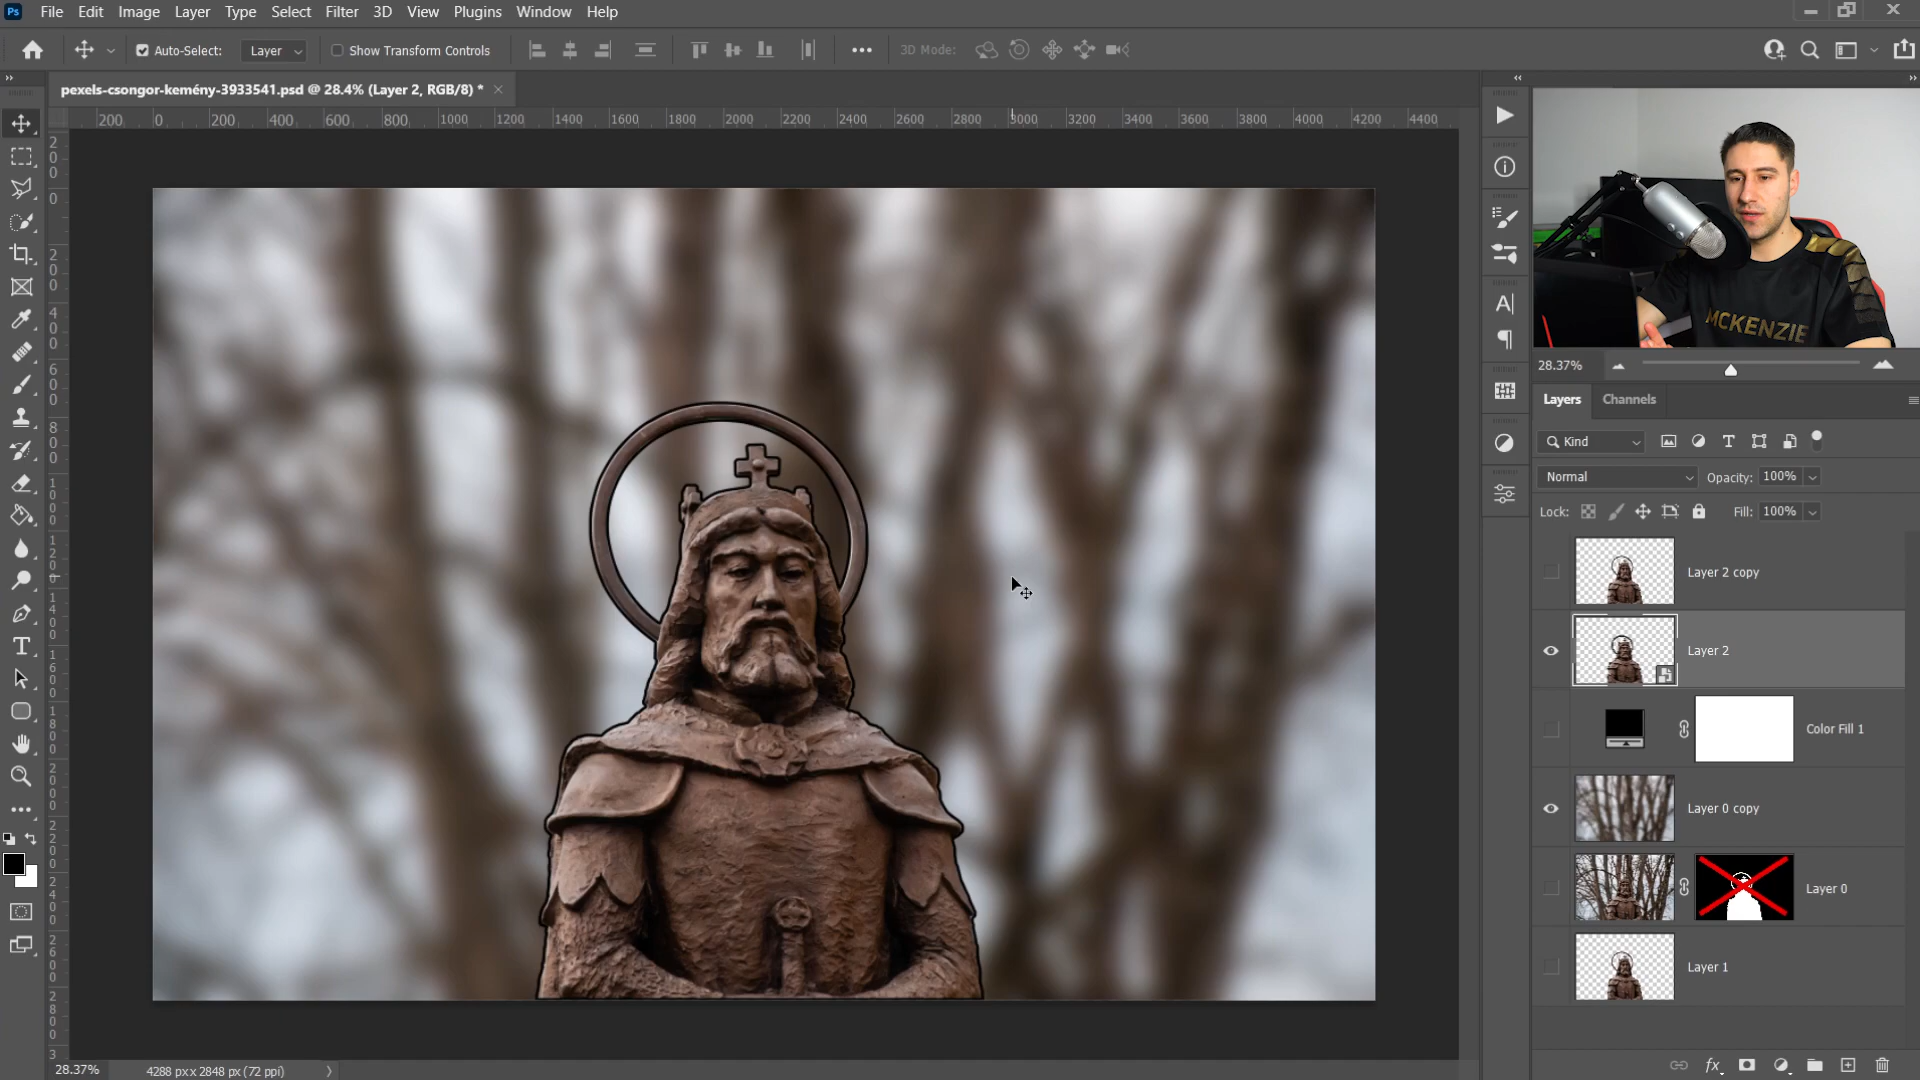 Ps File Edit Image Layer Type Select Filter 3D View Plugins Window Help
Auto-Select: Layer Show Transform Controls 3D Mode:
pexels-csongor-kemény-3933541.psd @ 28.4% (Layer 2, RGB/8) *
200 0 200 400 600 800 1000 1200 1400 1600 1800 2000 2200 2400 2600 2800 3000 3200 3400 3600 3800 4000 4200 4400
MCKENZIE
28.37%
Layers Channels
Kind
Normal Opacity: 100%
Lock: Fill: 100%
Layer 2 copy
Layer 2
Color Fill 1
Layer 0 copy
Layer 0
Layer 1
28.37% 4288 px x 2848 px (72 ppi)